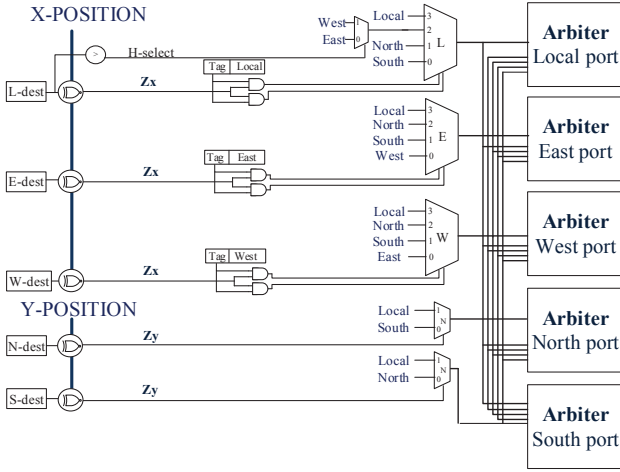 X-POSITION
West 1
East 0
Local 3
2
North 1
South 0
L
Arbiter
Local port
>
H-select
L-dest
Zx
Tag Local
Local 3
North 2
South 1
West 0
E
Arbiter
East port
Tag East
E-dest
Zx
Local 3
North 2
South 1
East 0
W
Arbiter
West port
Tag West
W-dest
Zx
Y-POSITION
Local 1
South 0
N
Arbiter
North port
N-dest
Zy
Local 1
North 0
N
S-dest
Zy
Arbiter
South port